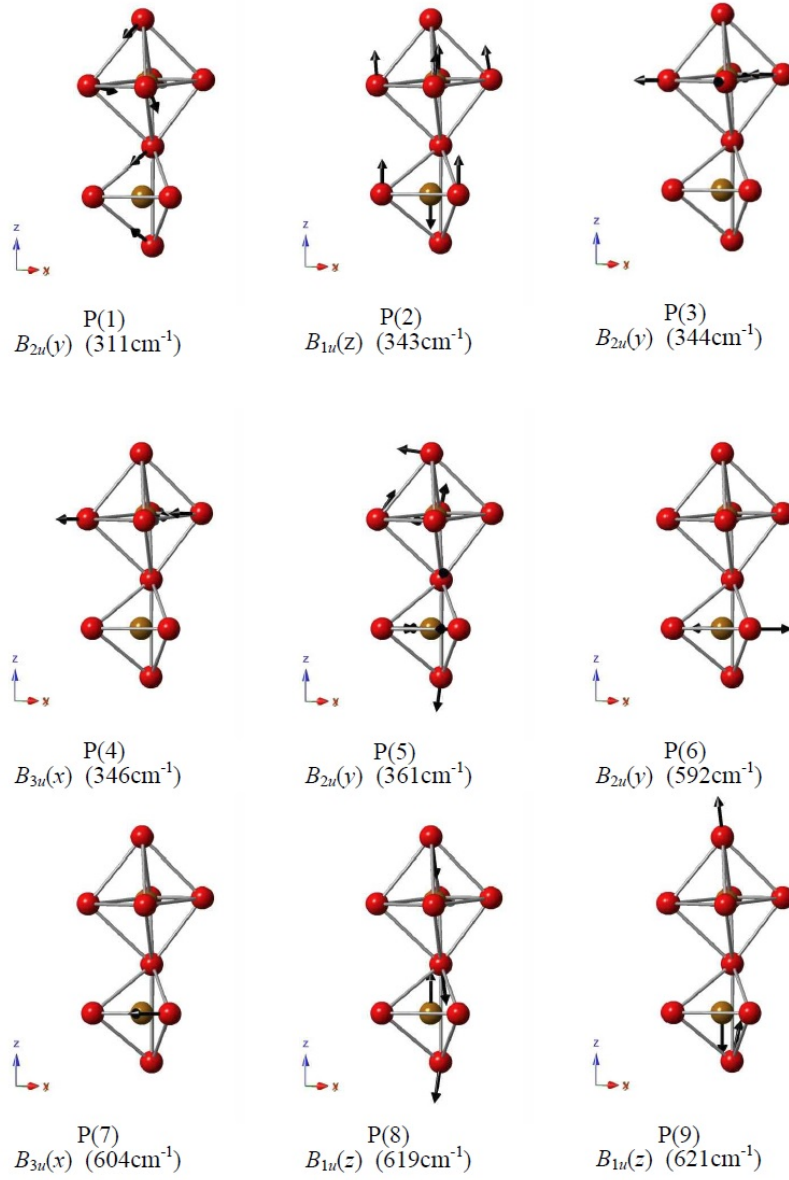 z z z
x x x
P(1) P(2) P(3)
B2u(y) (311cm-1) B1u(z) (343cm-1) B2u(y) (344cm-1)
z z z
x x x
P(4) P(5) P(6)
B3u(x) (346cm-1) B2u(y) (361cm-1) B2u(y) (592cm-1)
z z z
x x x
P(7) P(8) P(9)
B3u(x) (604cm-1) B1u(z) (619cm-1) B1u(z) (621cm-1)